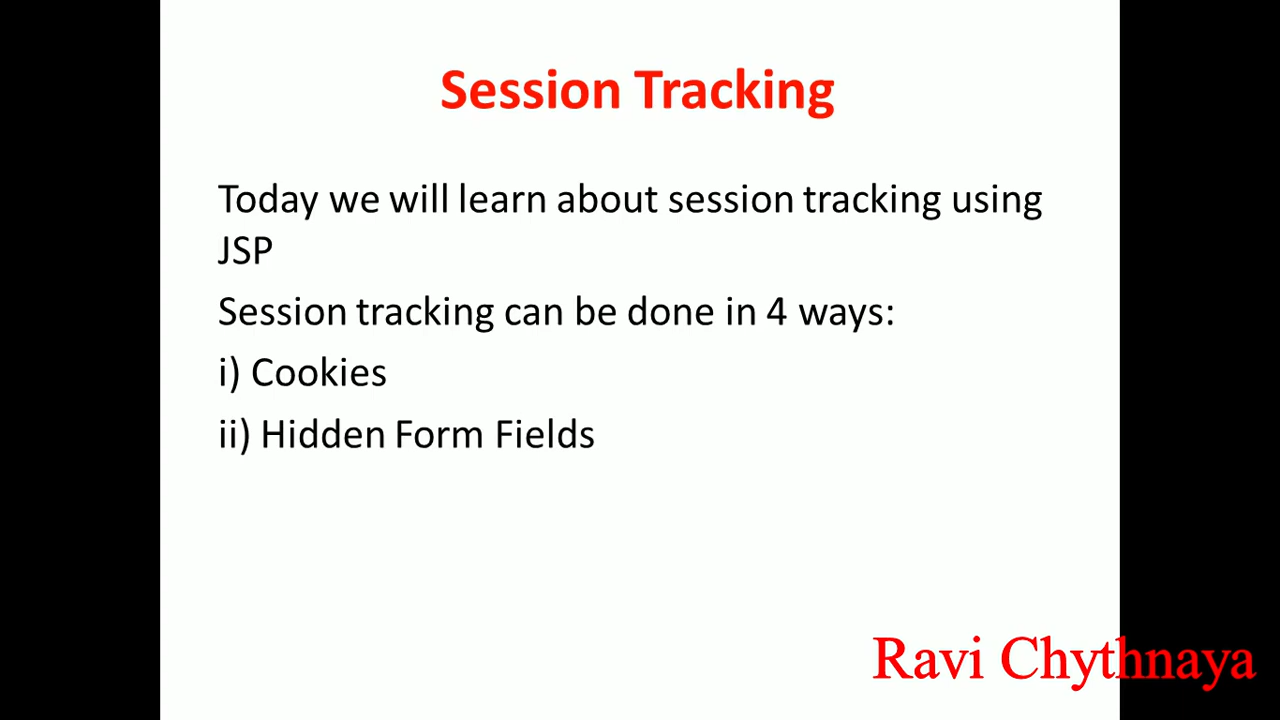 Session Tracking
Today we will learn about session tracking using
JSP
Session tracking can be done in 4 ways:
i) Cookies
ii) Hidden Form Fields
Ravi Chythnaya